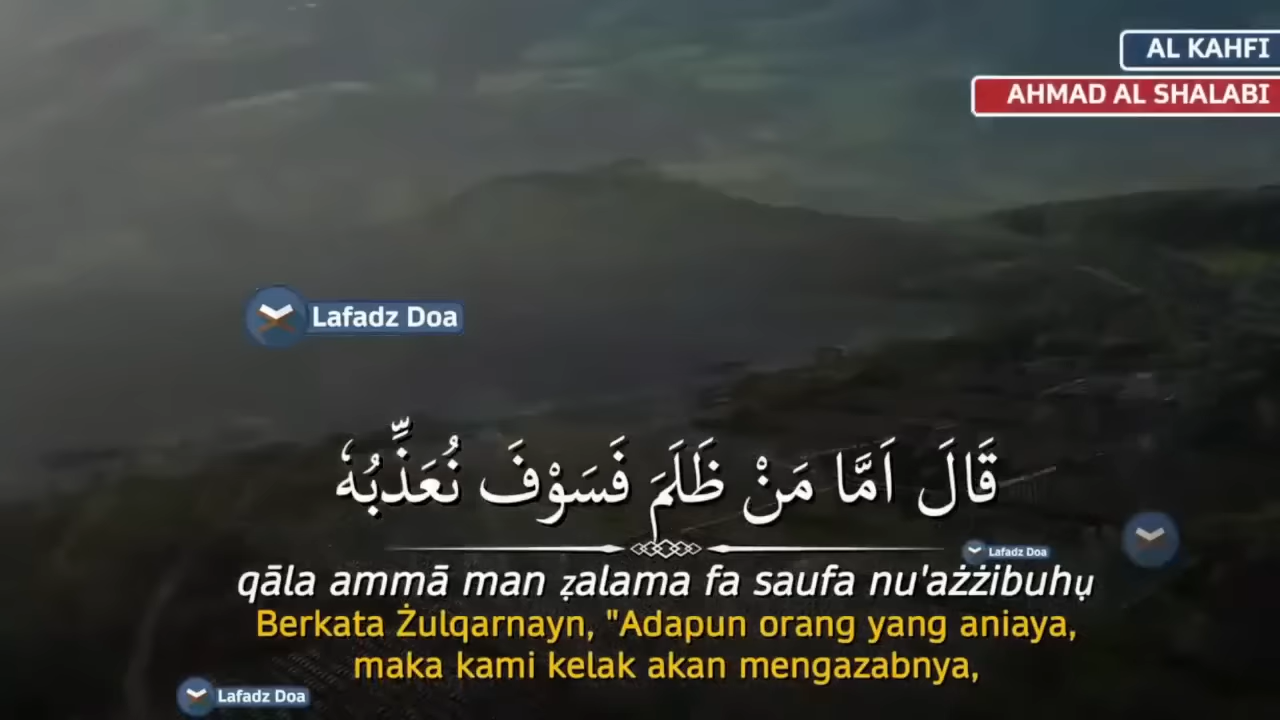 AL KAHFI
AHMAD AL SHALABI
Lafadz Doa
قَالَ اَمَّا مَنْ ظَلَمَ فَسَوْفَ نُعَذِّبُهٗ
Lafadz Doa
qāla ammā man ẓalama fa saufa nu'ażżibuhụ
Berkata Żulqarnayn, "Adapun orang yang aniaya,
maka kami kelak akan mengazabnya,
Lafadz Doa